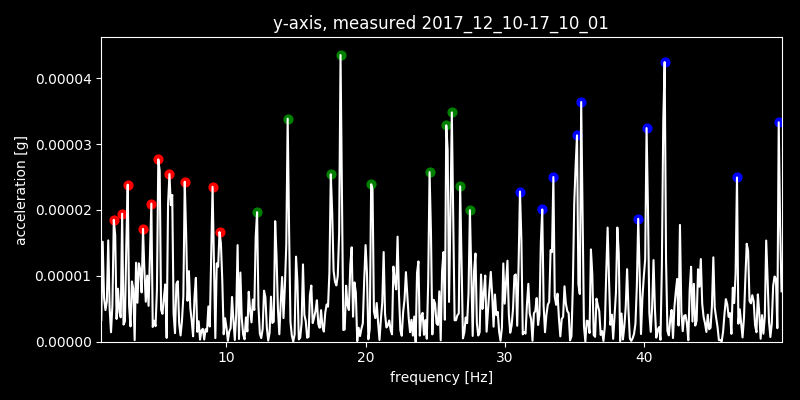 y-axis, measured 2017_12_10-17_10_01
0.00004
0.00003
0.00002
0.00001
0.00000
acceleration [g]
10 20 30 40
frequency [Hz]